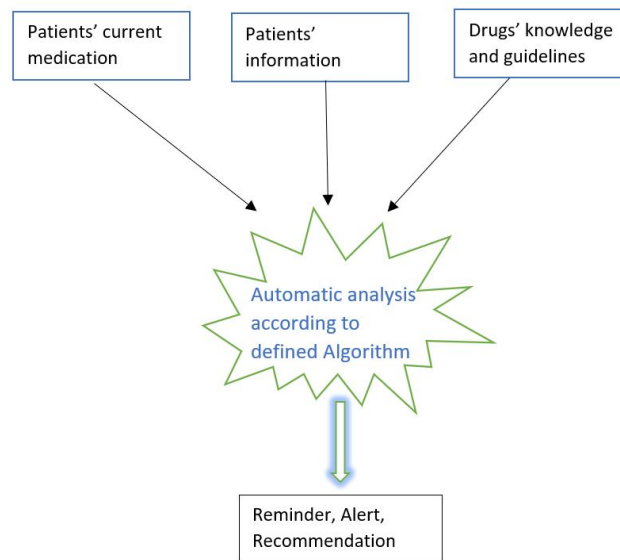 Patients’ current
medication
Patients’
information
Drugs’ knowledge
and guidelines
Automatic analysis
according to
defined Algorithm
Reminder, Alert,
Recommendation